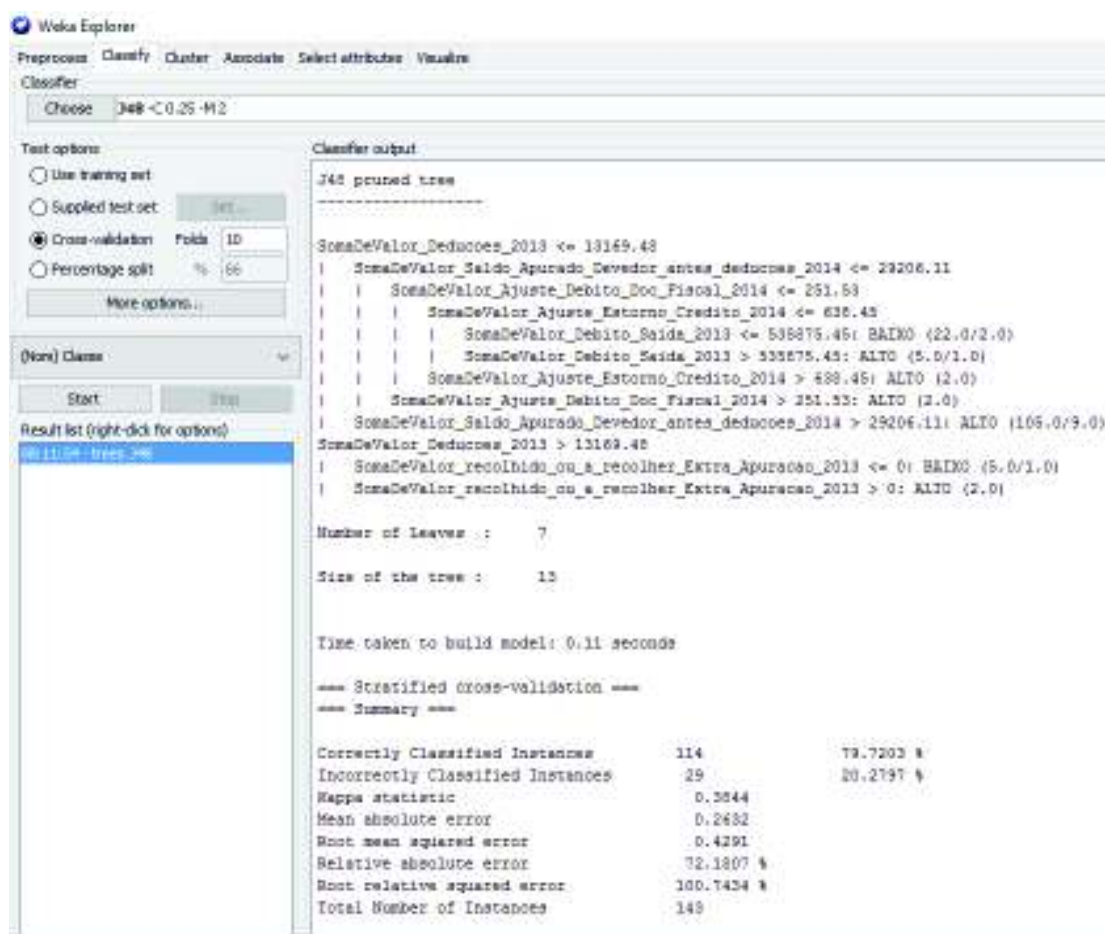 Weka Explorer
Preprocess Classify Cluster Associate Select attributes Visualize
Classifier
Choose J48 -C 0.25 -M 2
Test options
Use training set
Supplied test set Set...
Cross-validation Folds 10
Percentage split % 66
More options...
(Nom) Classe
Start Stop
Result list (right-click for options)
trees.J48
Classifier output
J48 pruned tree
------------------
SomaDeValor_Deducoes_2013 <= 13169.48
| SomaDeValor_Saldo_Apurado_Devedor_antes_deducoes_2014 <= 29206.11
| | SomaDeValor_Ajuste_Debito_Doc_Fiscal_2014 <= 251.53
| | | SomaDeValor_Ajuste_Estorno_Credito_2014 <= 638.45
| | | | SomaDeValor_Debito_Saida_2013 <= 535875.45: BAIXO (22.0/2.0)
| | | | SomaDeValor_Debito_Saida_2013 > 535875.45: ALTO (5.0/1.0)
| | | SomaDeValor_Ajuste_Estorno_Credito_2014 > 638.45: ALTO (2.0)
| | SomaDeValor_Ajuste_Debito_Doc_Fiscal_2014 > 251.53: ALTO (2.0)
| SomaDeValor_Saldo_Apurado_Devedor_antes_deducoes_2014 > 29206.11: ALTO (105.0/9.0)
SomaDeValor_Deducoes_2013 > 13169.48
| SomaDeValor_recolhido_ou_a_recolher_Extra_Apuracao_2013 <= 0: BAIXO (5.0/1.0)
| SomaDeValor_recolhido_ou_a_recolher_Extra_Apuracao_2013 > 0: ALTO (2.0)
Number of Leaves : 7
Size of the tree : 13
Time taken to build model: 0.11 seconds
=== Stratified cross-validation ===
=== Summary ===
Correctly Classified Instances 114 79.7203 %
Incorrectly Classified Instances 29 20.2797 %
Kappa statistic 0.3844
Mean absolute error 0.2632
Root mean squared error 0.4291
Relative absolute error 72.1807 %
Root relative squared error 100.7434 %
Total Number of Instances 143